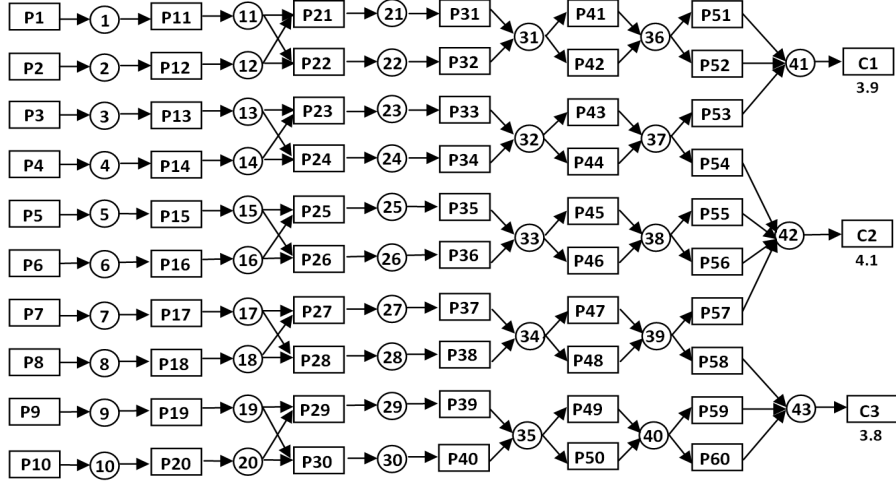 P1 1 P11 11 P21 21 P31 31 P41 36 P51 41 C1
3.9
P2 2 P12 12 P22 22 P32 P42 P52
P3 3 P13 13 P23 23 P33 32 P43 37 P53
P4 4 P14 14 P24 24 P34 P44 P54
P5 5 P15 15 P25 25 P35 33 P45 38 P55 42 C2
4.1
P6 6 P16 16 P26 26 P36 P46 P56
P7 7 P17 17 P27 27 P37 34 P47 39 P57
P8 8 P18 18 P28 28 P38 P48 P58
P9 9 P19 19 P29 29 P39 35 P49 40 P59 43 C3
3.8
P10 10 P20 20 P30 30 P40 P50 P60